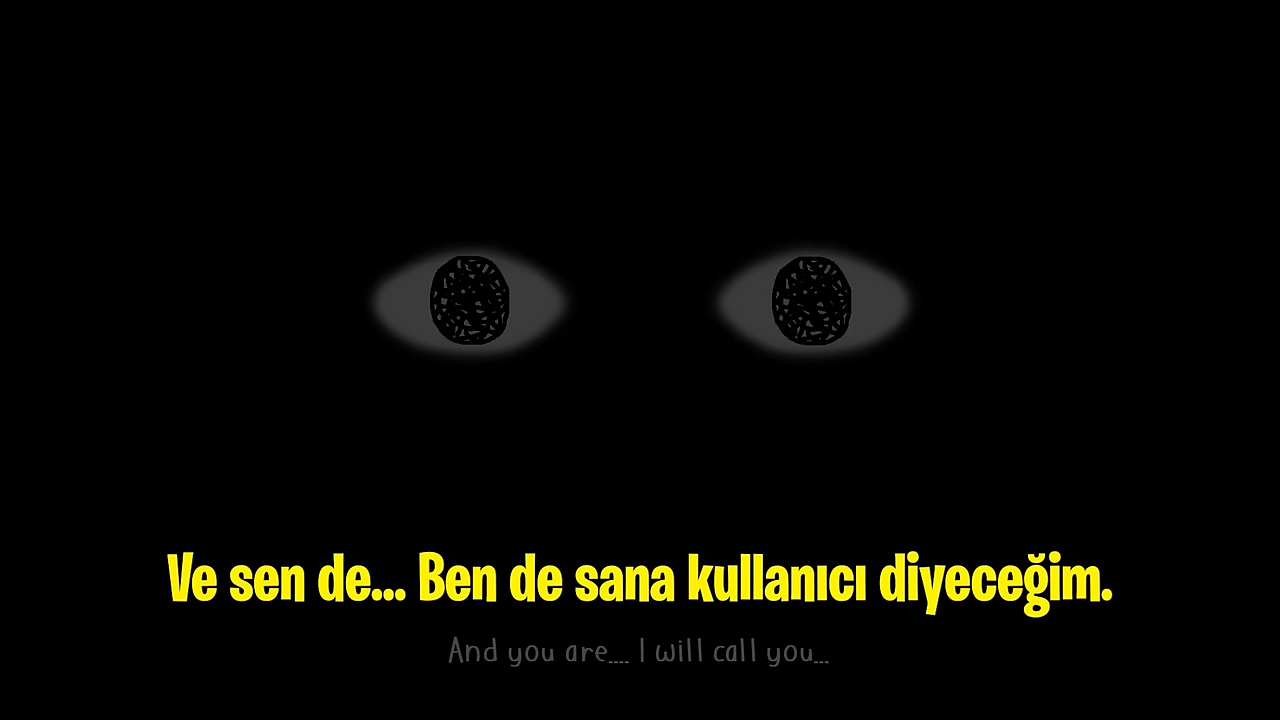 Ve sen de... Ben de sana kullanıcı diyeceğim.
And you are.... I will call you...